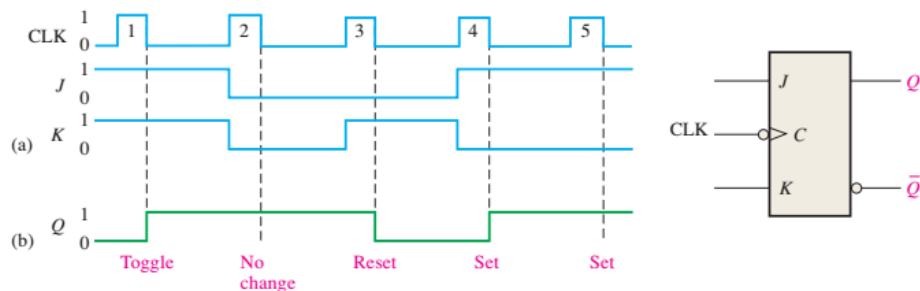 1
CLK
0
1 2 3 4 5
1
J
0
1
(a) K
0
1
(b) Q
0
Toggle No change Reset Set Set
J Q
CLK C
K Q̅